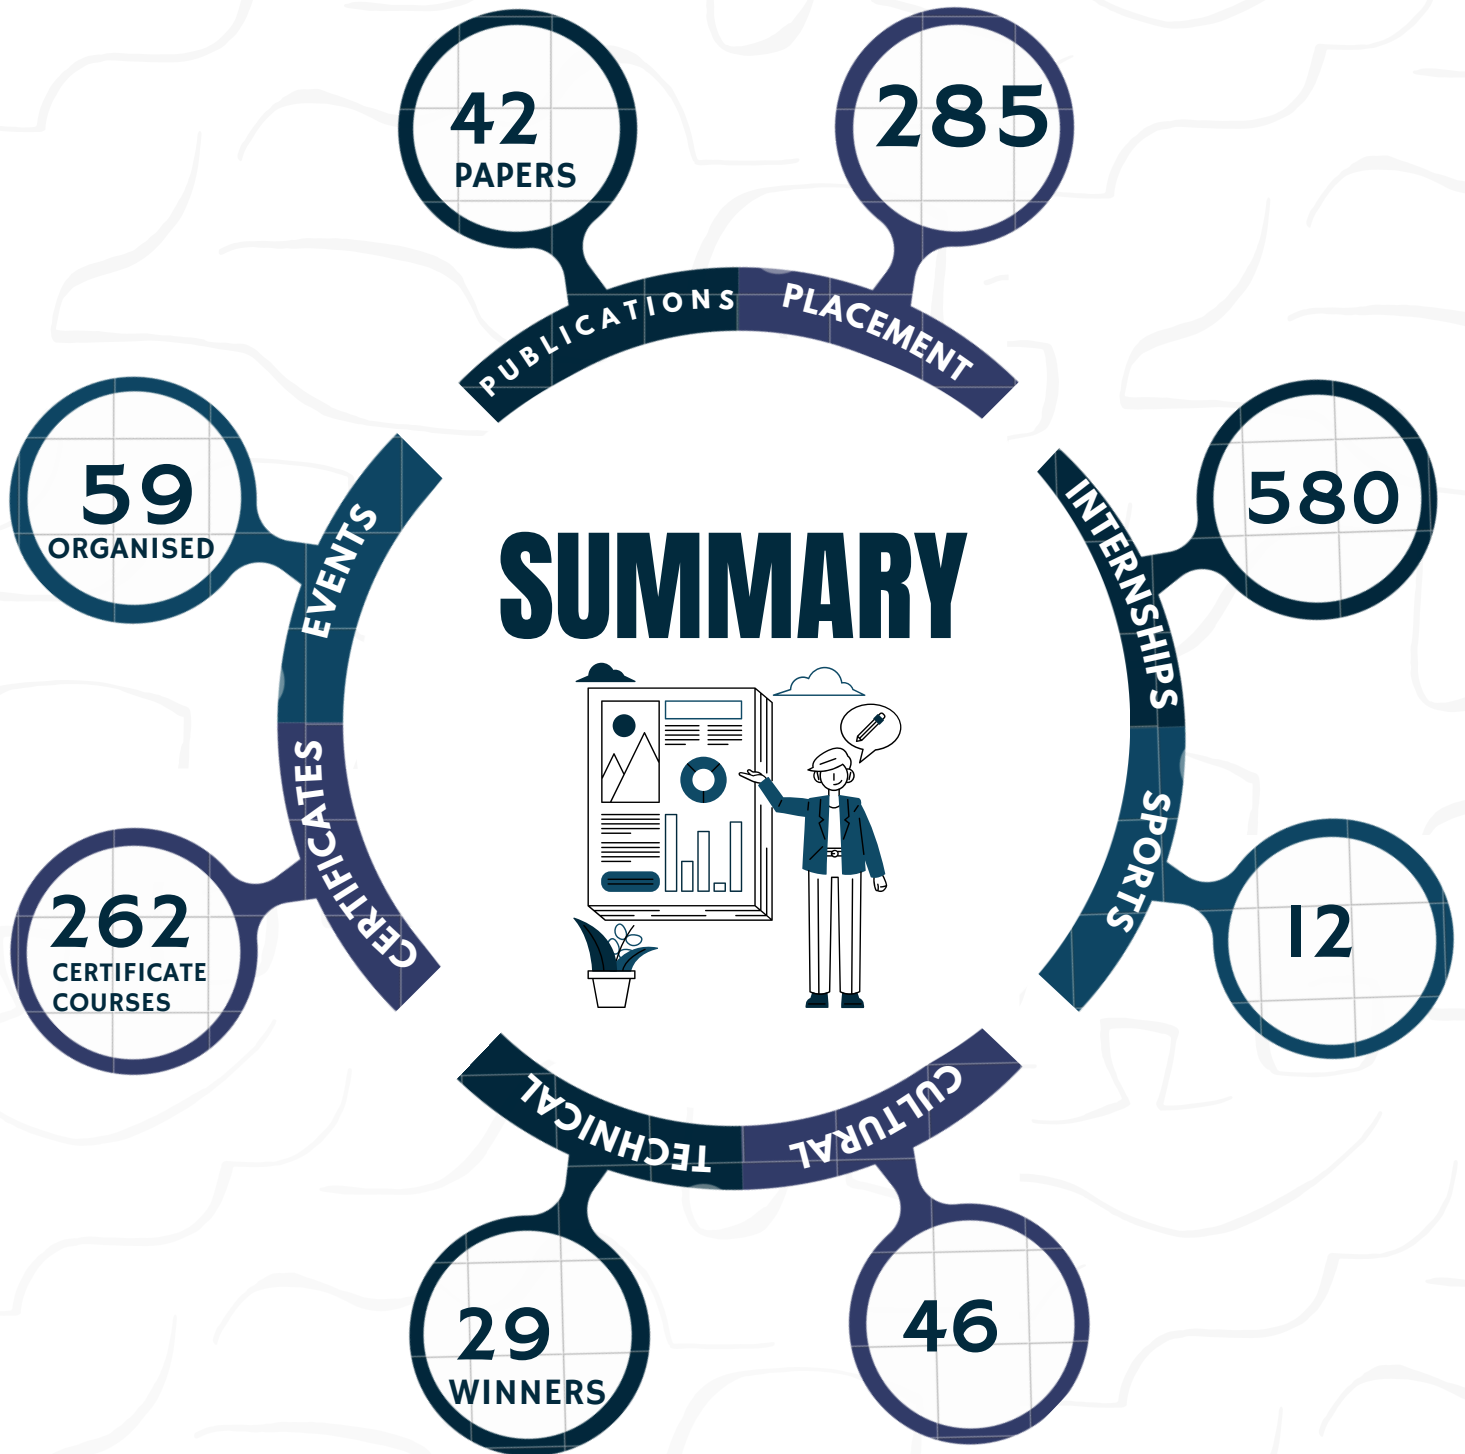 42
PAPERS
PUBLICATIONS
285
PLACEMENT
59
ORGANISED
EVENTS
580
INTERNSHIPS
SUMMARY
262
CERTIFICATE
COURSES
CERTIFICATES
12
SPORTS
TECHNICAL
29
WINNERS
CULTURAL
46